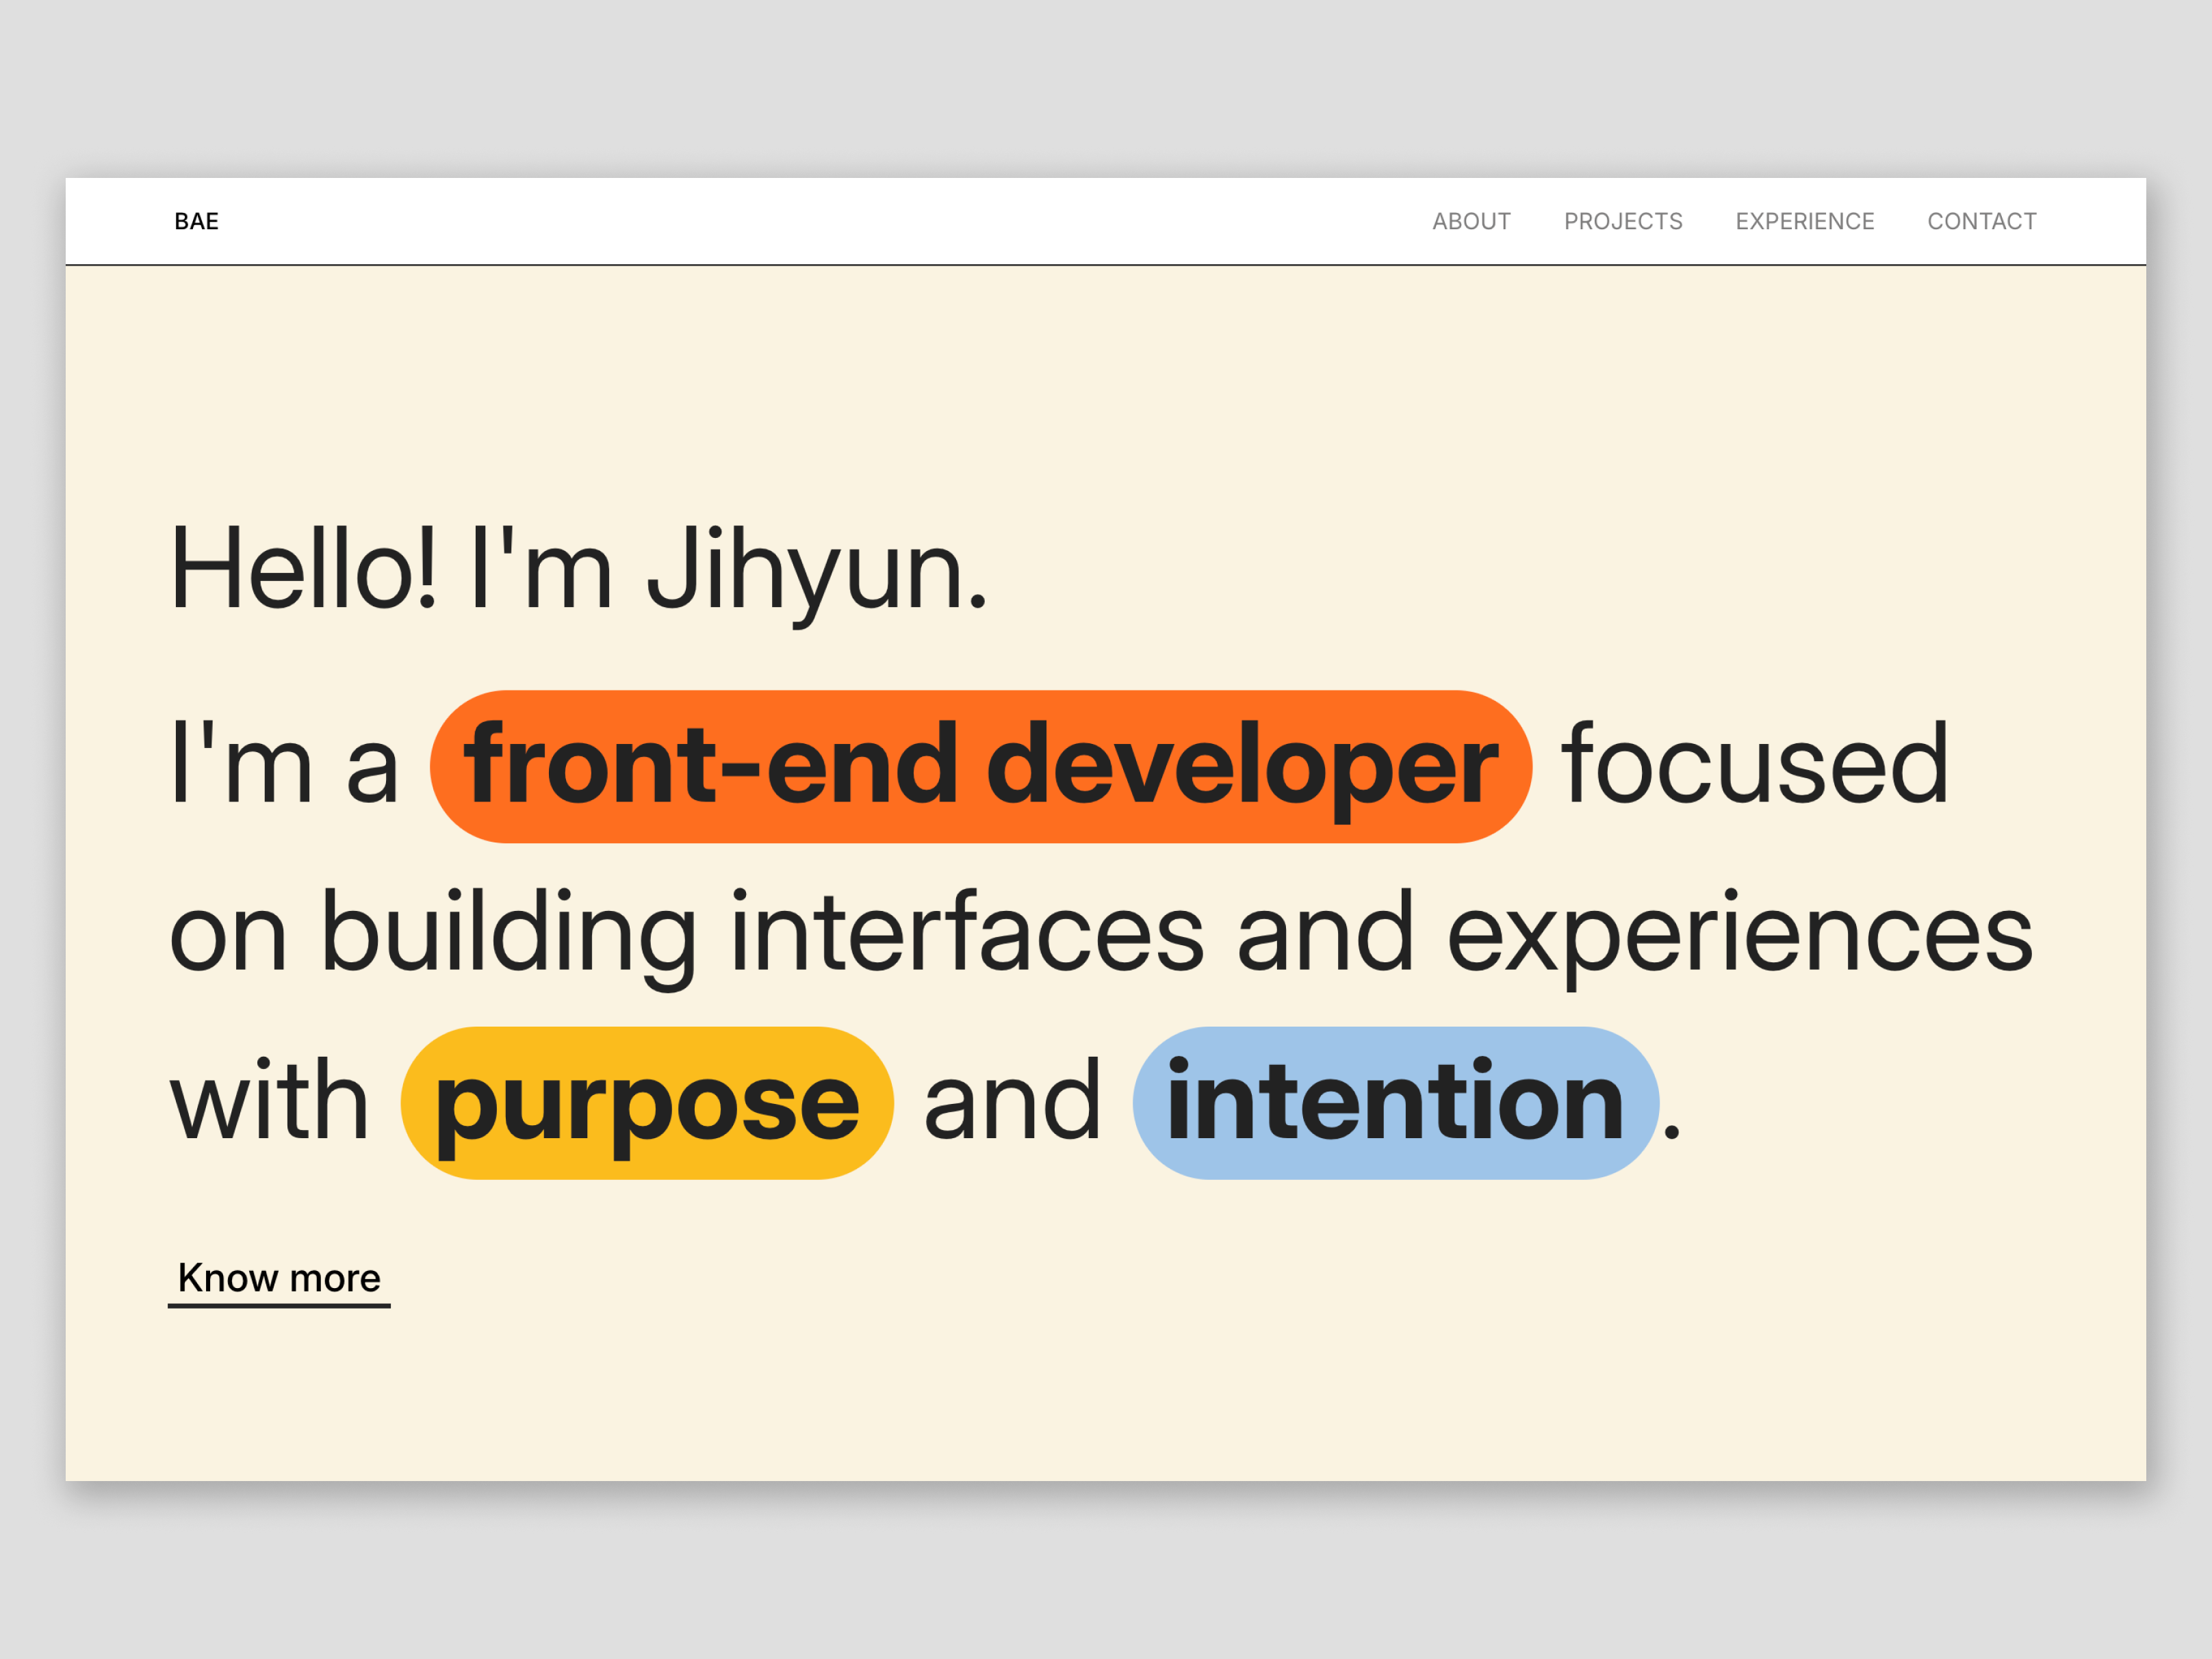 BAE
ABOUT PROJECTS EXPERIENCE CONTACT
Hello! I'm Jihyun.
I'm a front-end developer focused
on building interfaces and experiences
with purpose and intention.
Know more